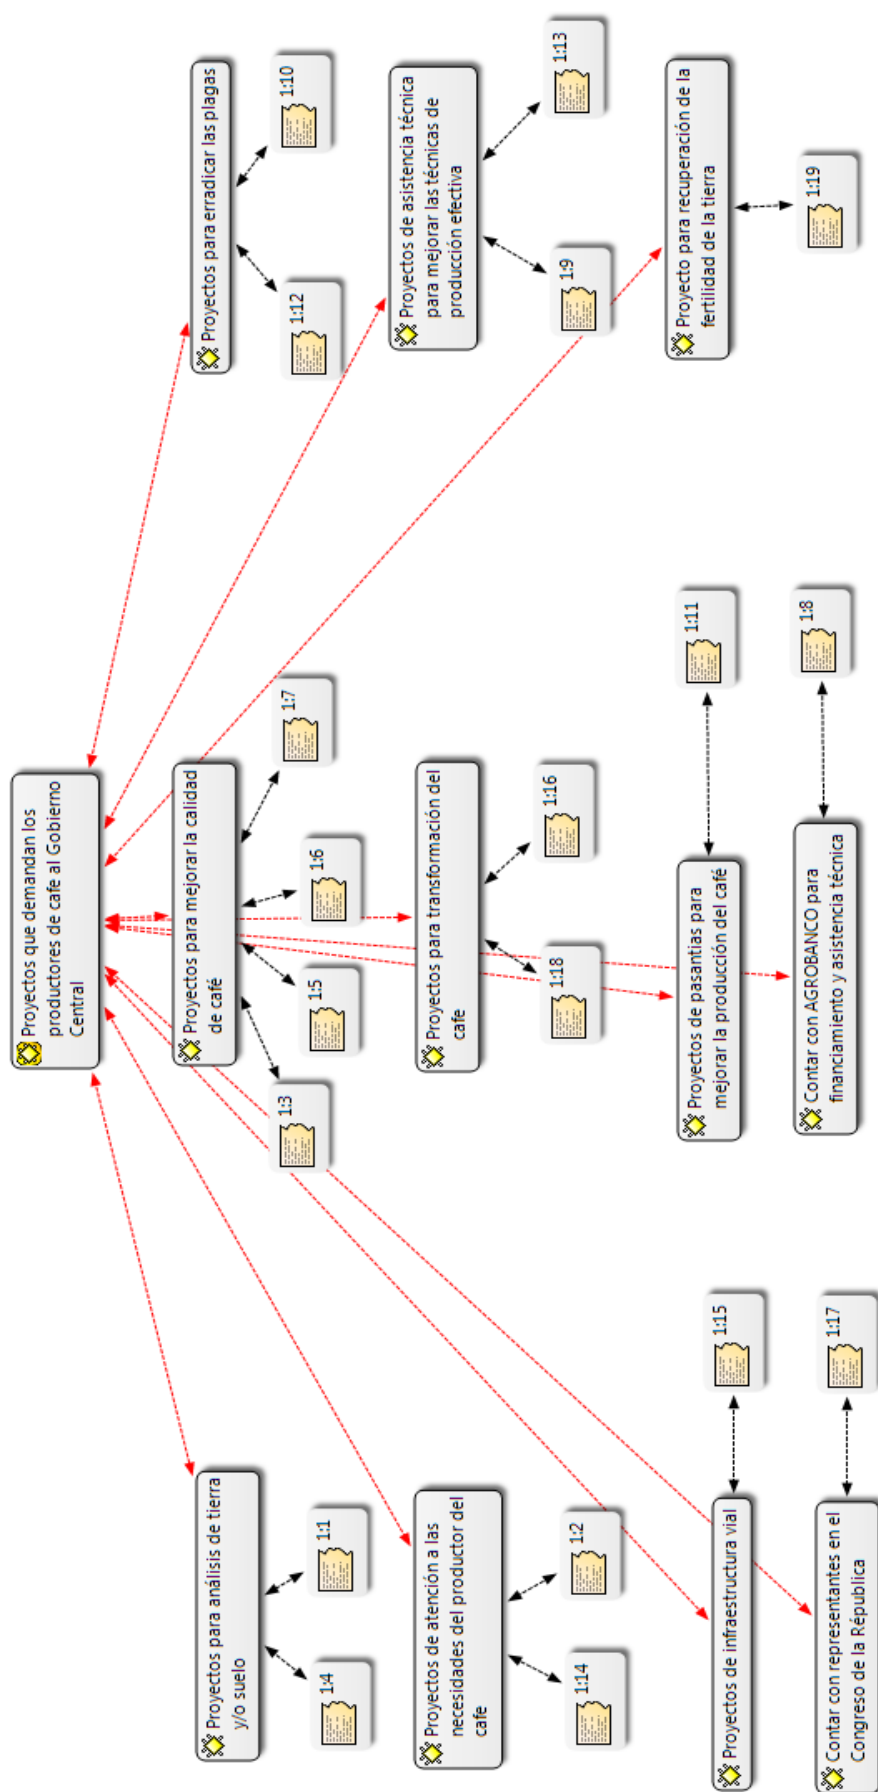 Proyectos que demandan los
productores de cafe al Gobierno
Central
Proyectos para análisis de tierra
y/o suelo
1:4
1:1
Proyectos para mejorar la calidad
de café
1:3
1:5
1:6
1:7
Proyectos para erradicar las plagas
1:12
1:10
Proyectos de atención a las
necesidades del productor del
cafe
1:14
1:2
Proyectos para transformación del
cafe
1:18
1:16
Proyectos de asistencia técnica
para mejorar las técnicas de
producción efectiva
1:9
1:13
Proyectos de infraestructura vial
1:15
Proyectos de pasantias para
mejorar la producción del café
1:11
Proyecto para recuperación de la
fertilidad de la tierra
1:19
Contar con representantes en el
Congreso de la Républica
1:17
Contar con AGROBANCO para
financiamiento y asistencia técnica
1:8